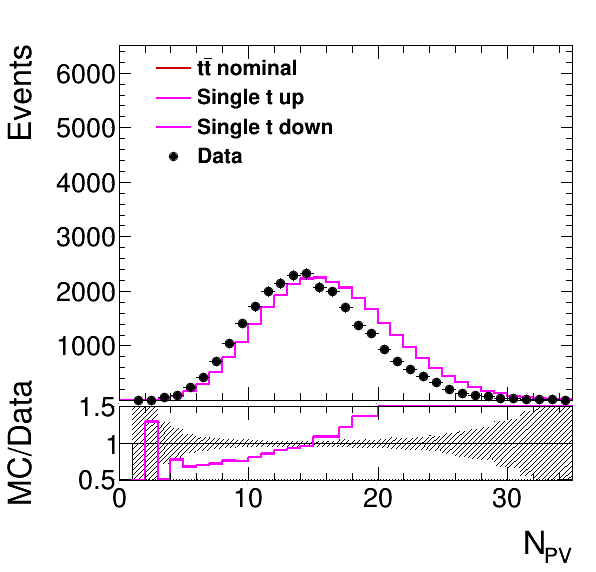 Events
6000
5000
4000
3000
2000
1000
tt̄ nominal
Single t up
Single t down
Data
MC/Data
1.5
1
0.5
0 10 20 30
N_PV